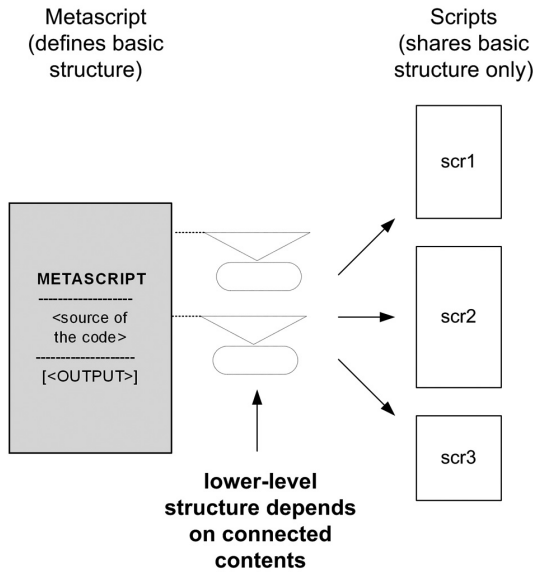 Metascript
(defines basic
structure)
Scripts
(shares basic
structure only)
METASCRIPT
--------------------
<source of
the code>
---------------------
[<OUTPUT>]
scr1
scr2
scr3
lower-level
structure depends
on connected
contents